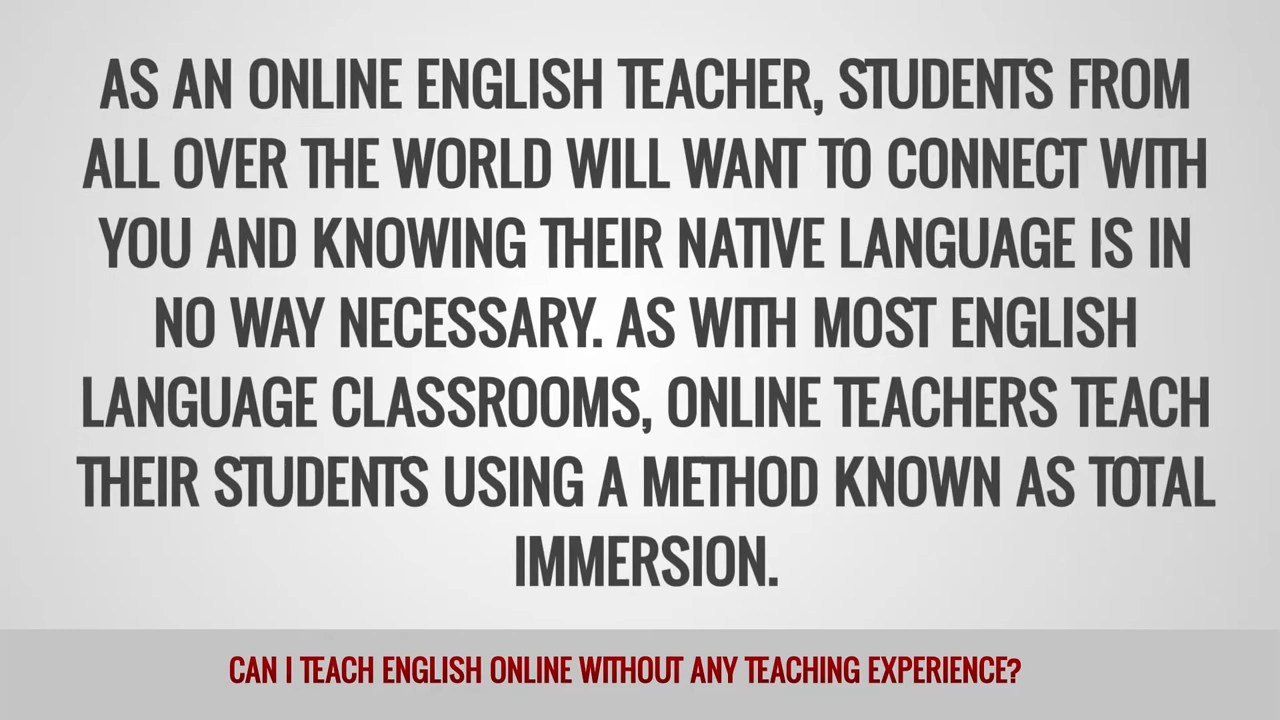 AS AN ONLINE ENGLISH TEACHER, STUDENTS FROM
ALL OVER THE WORLD WILL WANT TO CONNECT WITH
YOU AND KNOWING THEIR NATIVE LANGUAGE IS IN
NO WAY NECESSARY. AS WITH MOST ENGLISH
LANGUAGE CLASSROOMS, ONLINE TEACHERS TEACH
THEIR STUDENTS USING A METHOD KNOWN AS TOTAL
IMMERSION.
CAN I TEACH ENGLISH ONLINE WITHOUT ANY TEACHING EXPERIENCE?